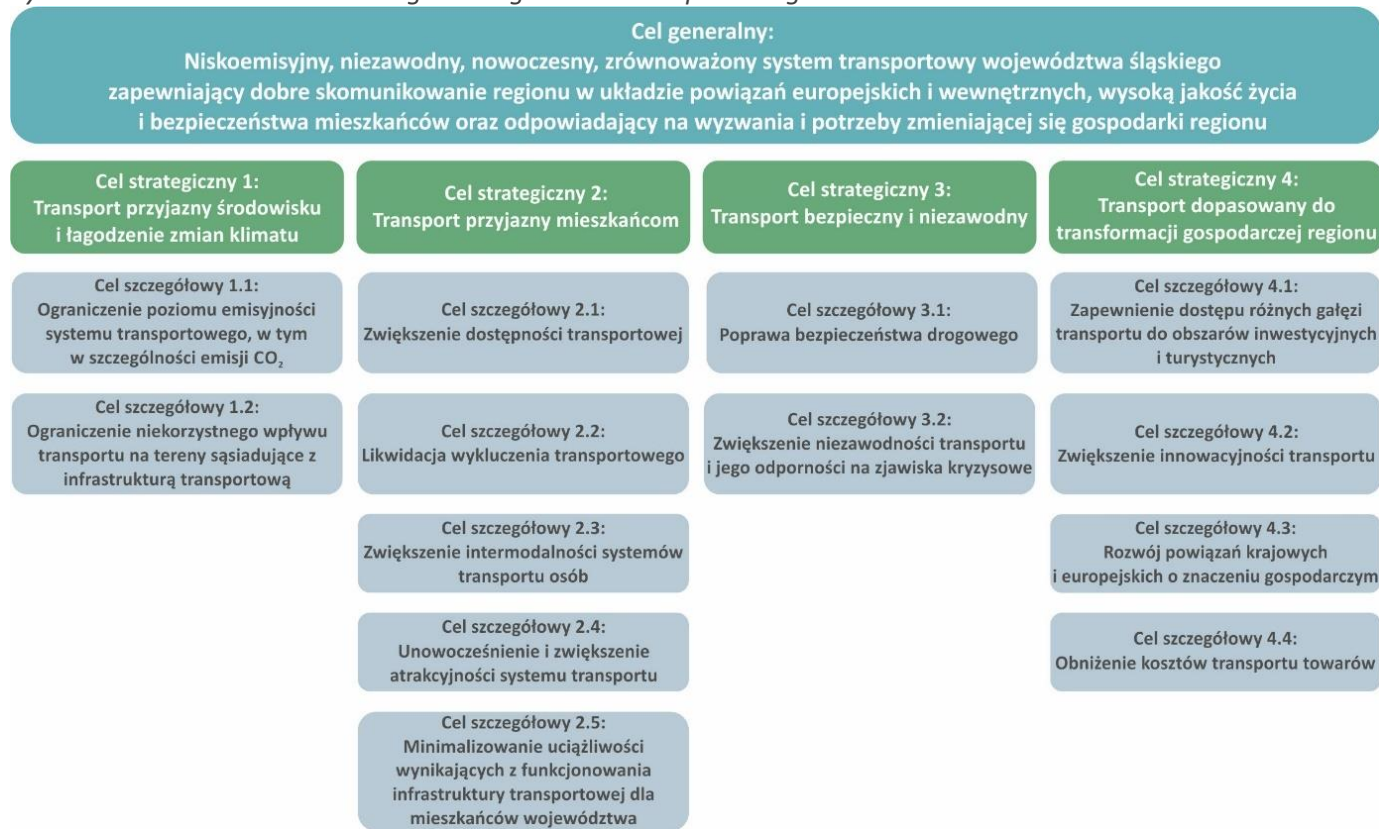 Cel generalny:
Niskoemisyjny, niezawodny, nowoczesny, zrównoważony system transportowy województwa śląskiego
zapewniający dobre skomunikowanie regionu w układzie powiązań europejskich i wewnętrznych, wysoką jakość życia
i bezpieczeństwa mieszkańców oraz odpowiadający na wyzwania i potrzeby zmieniającej się gospodarki regionu
Cel strategiczny 1:
Transport przyjazny środowisku
i łagodzenie zmian klimatu
Cel szczegółowy 1.1:
Ograniczenie poziomu emisyjności
systemu transportowego, w tym
w szczególności emisji CO₂
Cel szczegółowy 1.2:
Ograniczenie niekorzystnego wpływu
transportu na tereny sąsiadujące z
infrastrukturą transportową
Cel strategiczny 2:
Transport przyjazny mieszkańcom
Cel szczegółowy 2.1:
Zwiększenie dostępności transportowej
Cel szczegółowy 2.2:
Likwidacja wykluczenia transportowego
Cel szczegółowy 2.3:
Zwiększenie intermodalności systemów
transportu osób
Cel szczegółowy 2.4:
Unowocześnienie i zwiększenie
atrakcyjności systemu transportu
Cel szczegółowy 2.5:
Minimalizowanie uciążliwości
wynikających z funkcjonowania
infrastruktury transportowej dla
mieszkańców województwa
Cel strategiczny 3:
Transport bezpieczny i niezawodny
Cel szczegółowy 3.1:
Poprawa bezpieczeństwa drogowego
Cel szczegółowy 3.2:
Zwiększenie niezawodności transportu
i jego odporności na zjawiska kryzysowe
Cel strategiczny 4:
Transport dopasowany do
transformacji gospodarczej regionu
Cel szczegółowy 4.1:
Zapewnienie dostępu różnych gałęzi
transportu do obszarów inwestycyjnych
i turystycznych
Cel szczegółowy 4.2:
Zwiększenie innowacyjności transportu
Cel szczegółowy 4.3:
Rozwój powiązań krajowych
i europejskich o znaczeniu gospodarczym
Cel szczegółowy 4.4:
Obniżenie kosztów transportu towarów